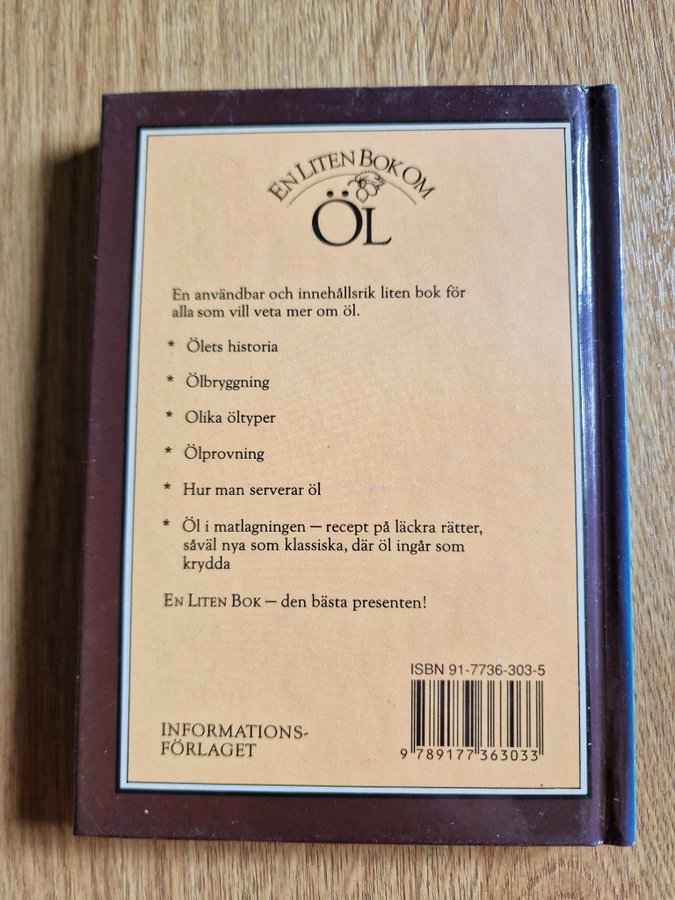 EN LITEN BOK OM
ÖL
En användbar och innehållsrik liten bok för
alla som vill veta mer om öl.
* Ölets historia
* Ölbryggning
* Olika öltyper
* Ölprovning
* Hur man serverar öl
* Öl i matlagningen – recept på läckra rätter,
såväl nya som klassiska, där öl ingår som
krydda
EN LITEN BOK – den bästa presenten!
ISBN 91-7736-303-5
INFORMATIONS-
FÖRLAGET
9 789177 363033